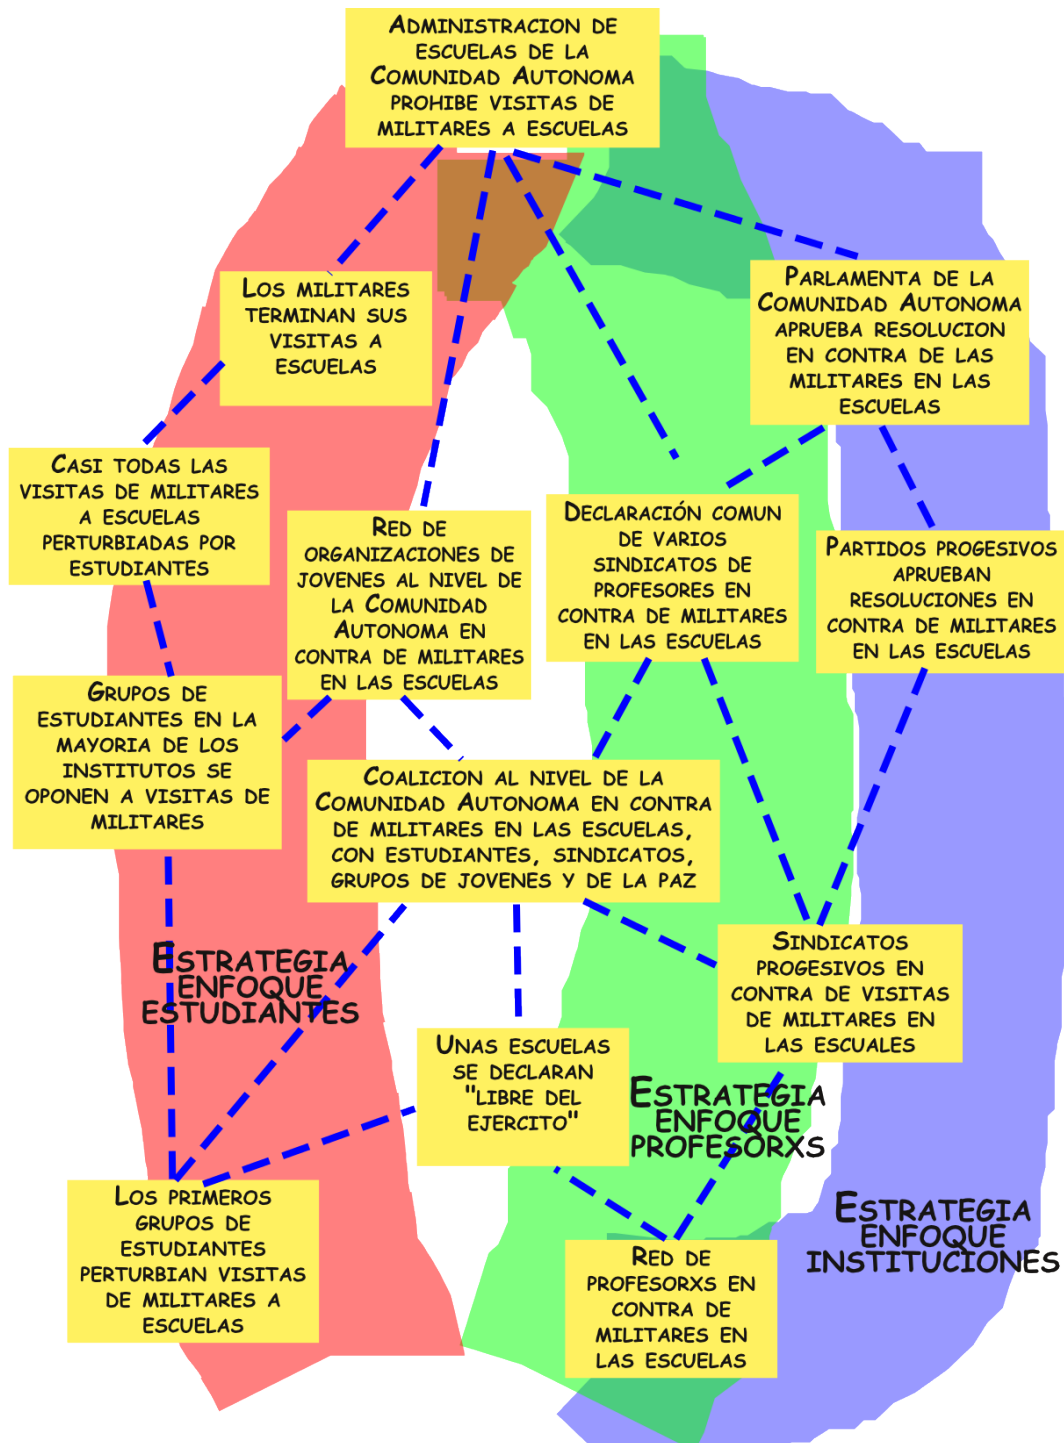 Administracion de
escuelas de la
Comunidad Autonoma
prohibe visitas de
militares a escuelas
Los militares
terminan sus
visitas a
escuelas
Parlamenta de la
Comunidad Autonoma
aprueba resolucion
en contra de las
militares en las
escuelas
Casi todas las
visitas de militares
a escuelas
perturbiadas por
estudiantes
Red de
organizaciones de
jovenes al nivel de
la Comunidad
Autonoma en
contra de militares
en las escuelas
Declaración comun
de varios
sindicatos de
profesores en
contra de militares
en las escuelas
Partidos progesivos
aprueban
resoluciones en
contra de militares
en las escuelas
Grupos de
estudiantes en la
mayoria de los
institutos se
oponen a visitas de
militares
Coalicion al nivel de la
Comunidad Autonoma en contra
de militares en las escuelas,
con estudiantes, sindicatos,
grupos de jovenes y de la paz
Sindicatos
progesivos en
contra de visitas
de militares en
las escuales
Estrategia
enfoque
estudiantes
Unas escuelas
se declaran
"libre del
ejercito"
Estrategia
enfoque
profesorxs
Los primeros
grupos de
estudiantes
perturbian visitas
de militares a
escuelas
Estrategia
enfoque
instituciones
Red de
profesorxs en
contra de
militares en
las escuelas